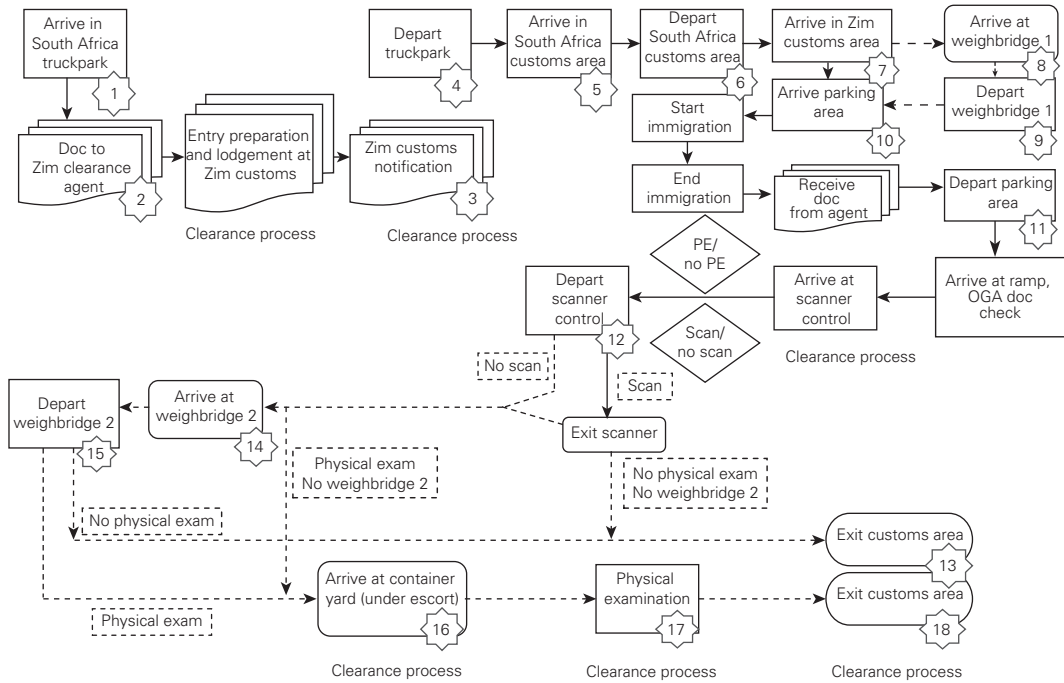 Arrive in
South Africa
truckpark
1
Depart
truckpark
4
Arrive in
South Africa
customs area
5
Depart
South Africa
customs area
6
Arrive in Zim
customs area
7
Arrive at
weighbridge 1
8
Doc to
Zim clearance
agent
2
Entry preparation
and lodgement at
Zim customs
Clearance process
Zim customs
notification
3
Clearance process
Start
immigration
Arrive parking
area
10
Depart
weighbridge 1
9
End
immigration
Receive
doc
from agent
Depart parking
area
11
PE/
no PE
Depart
scanner
control
12
Scan/
no scan
Arrive at
scanner
control
Clearance process
Arrive at ramp,
OGA doc
check
No scan
Scan
Depart
weighbridge 2
15
Arrive at
weighbridge 2
14
Exit scanner
Physical exam
No weighbridge 2
No physical exam
No weighbridge 2
No physical exam
Exit customs area
13
Physical exam
Arrive at container
yard (under escort)
16
Clearance process
Physical
examination
17
Clearance process
Exit customs area
18
Clearance process